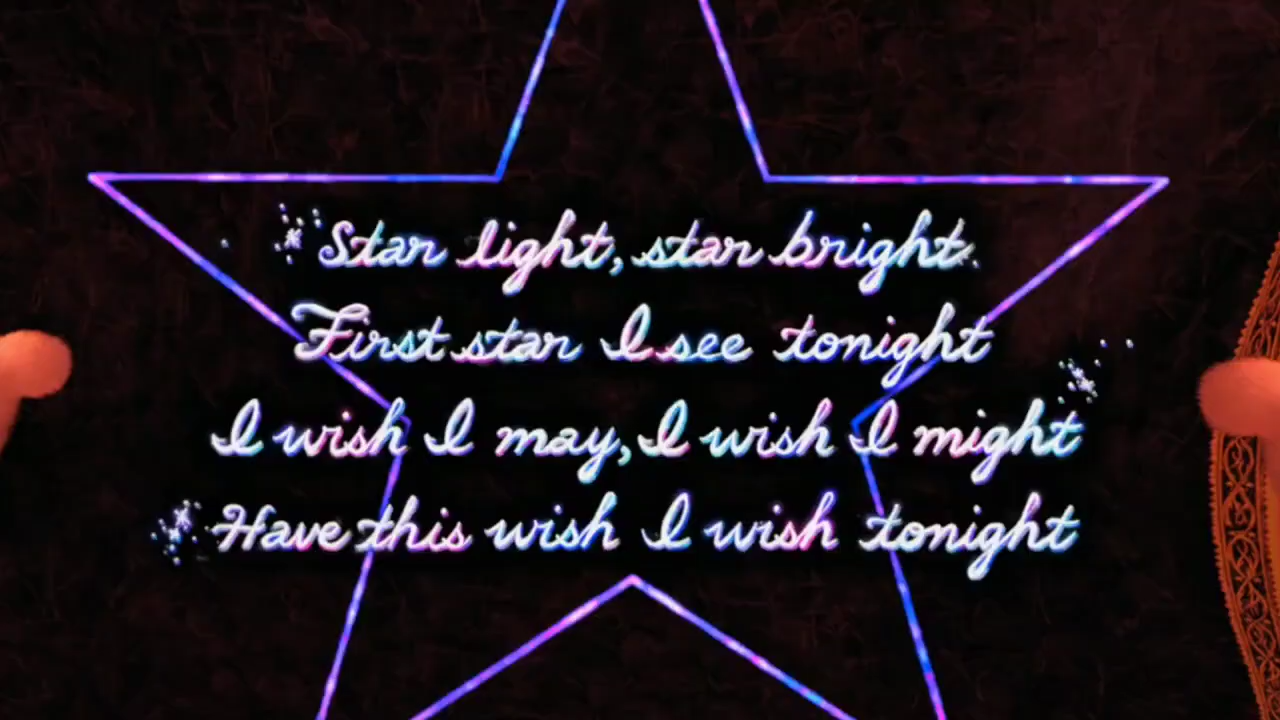 Star light, star bright.
First star I see tonight
I wish I may, I wish I might
Have this wish I wish tonight